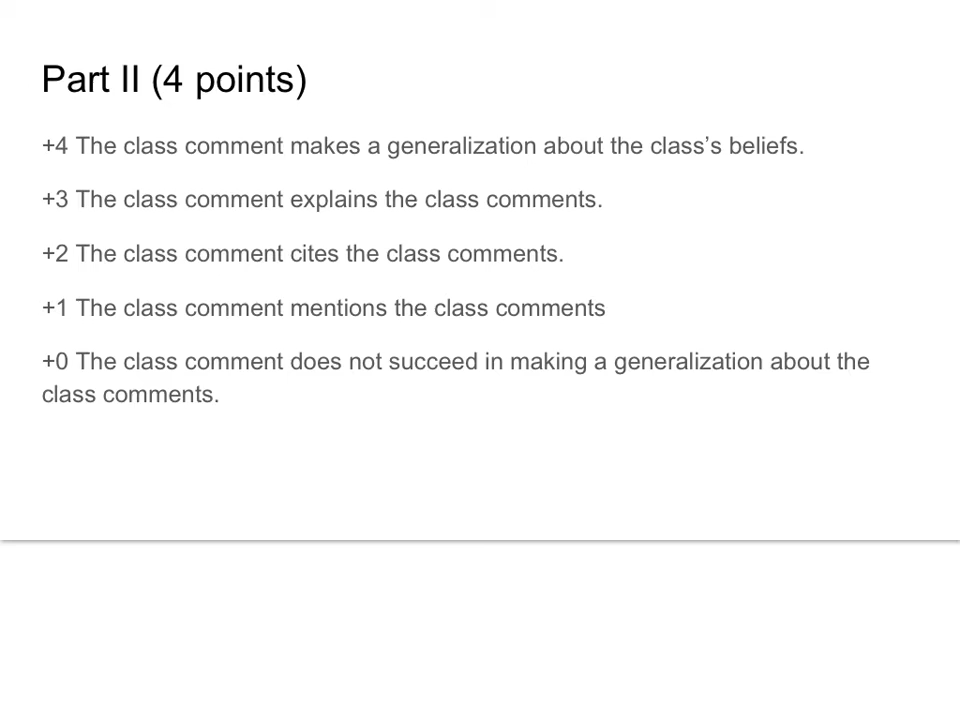 Part II (4 points)
+4 The class comment makes a generalization about the class’s beliefs.
+3 The class comment explains the class comments.
+2 The class comment cites the class comments.
+1 The class comment mentions the class comments
+0 The class comment does not succeed in making a generalization about the
class comments.